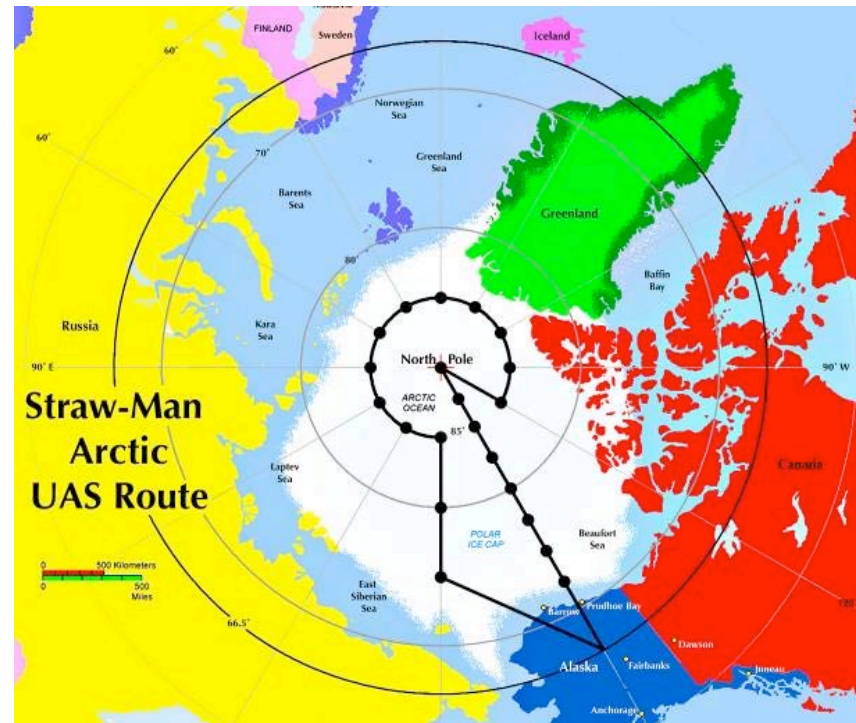 FINLAND
Sweden
Iceland
60°
60°
Norwegian
Sea
70°
Greenland
Sea
Barents
Sea
Greenland
80°
Baffin
Bay
Russia
Kara
Sea
North Pole
90° E
90° W
ARCTIC
OCEAN
Straw-Man
Arctic
UAS Route
85°
Laptev
Sea
Canada
POLAR
ICE CAP
Beaufort
Sea
0 500 Kilometers
0 500
Miles
East
Siberian
Sea
66.5°
Barrow
Prudhoe Bay
Dawson
Alaska
Fairbanks
Juneau
Anchorage